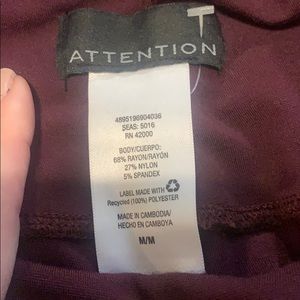 T
ATTENTION
4895196904036
SEAS: 5016
RN 42000
BODY/CUERPO:
68% RAYON/RAYÓN
27% NYLON
5% SPANDEX
LABEL MADE WITH
Recycled (100%) POLYESTER
MADE IN CAMBODIA/
HECHO EN CAMBOYA
M/M